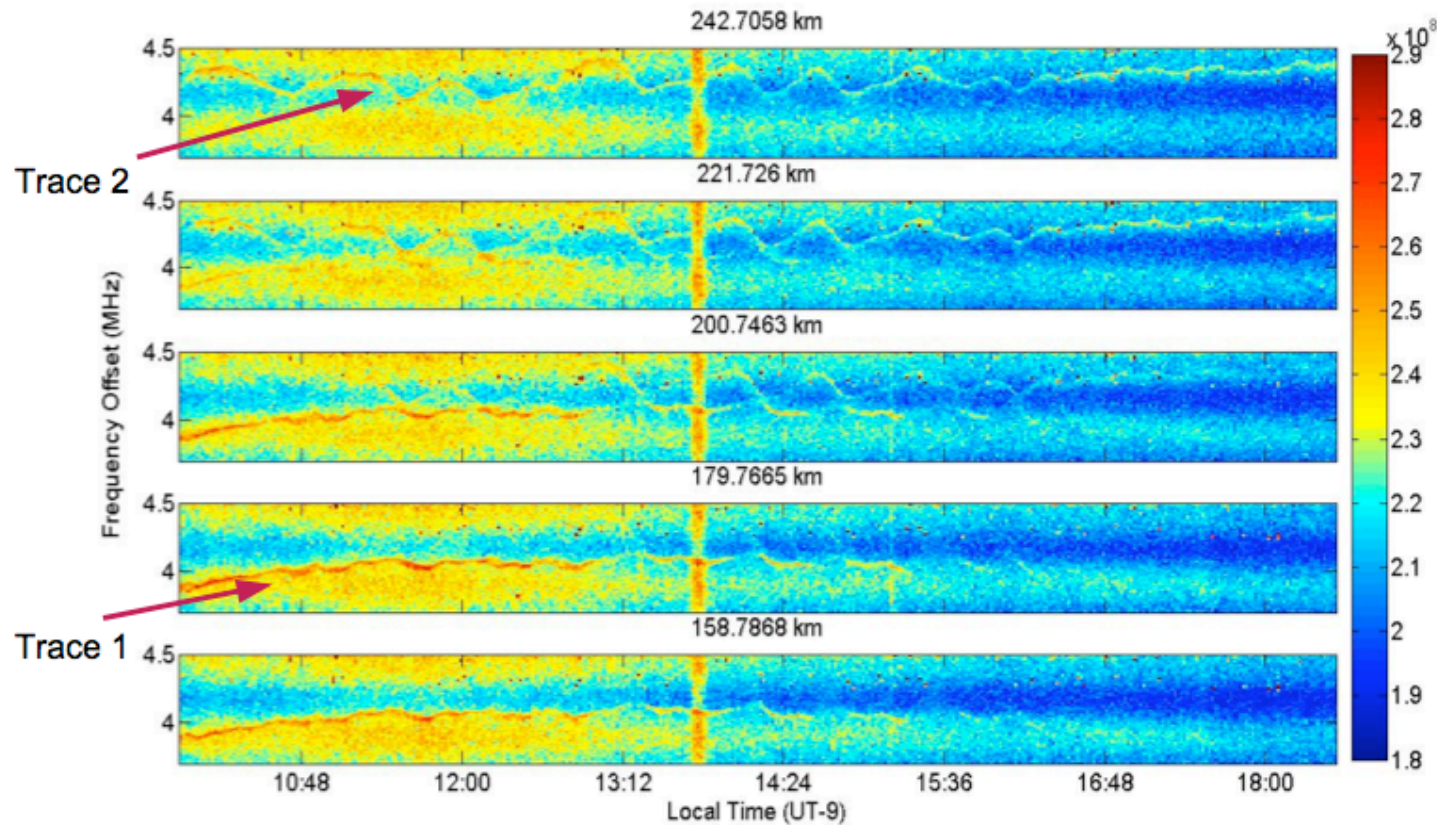 242.7058 km
x 10^8
4.5
4
Trace 2
221.726 km
4.5
4
200.7463 km
4.5
4
179.7665 km
4.5
4
Trace 1
158.7868 km
4.5
4
Frequency Offset (MHz)
2.9
2.8
2.7
2.6
2.5
2.4
2.3
2.2
2.1
2
1.9
1.8
10:48 12:00 13:12 14:24 15:36 16:48 18:00
Local Time (UT-9)